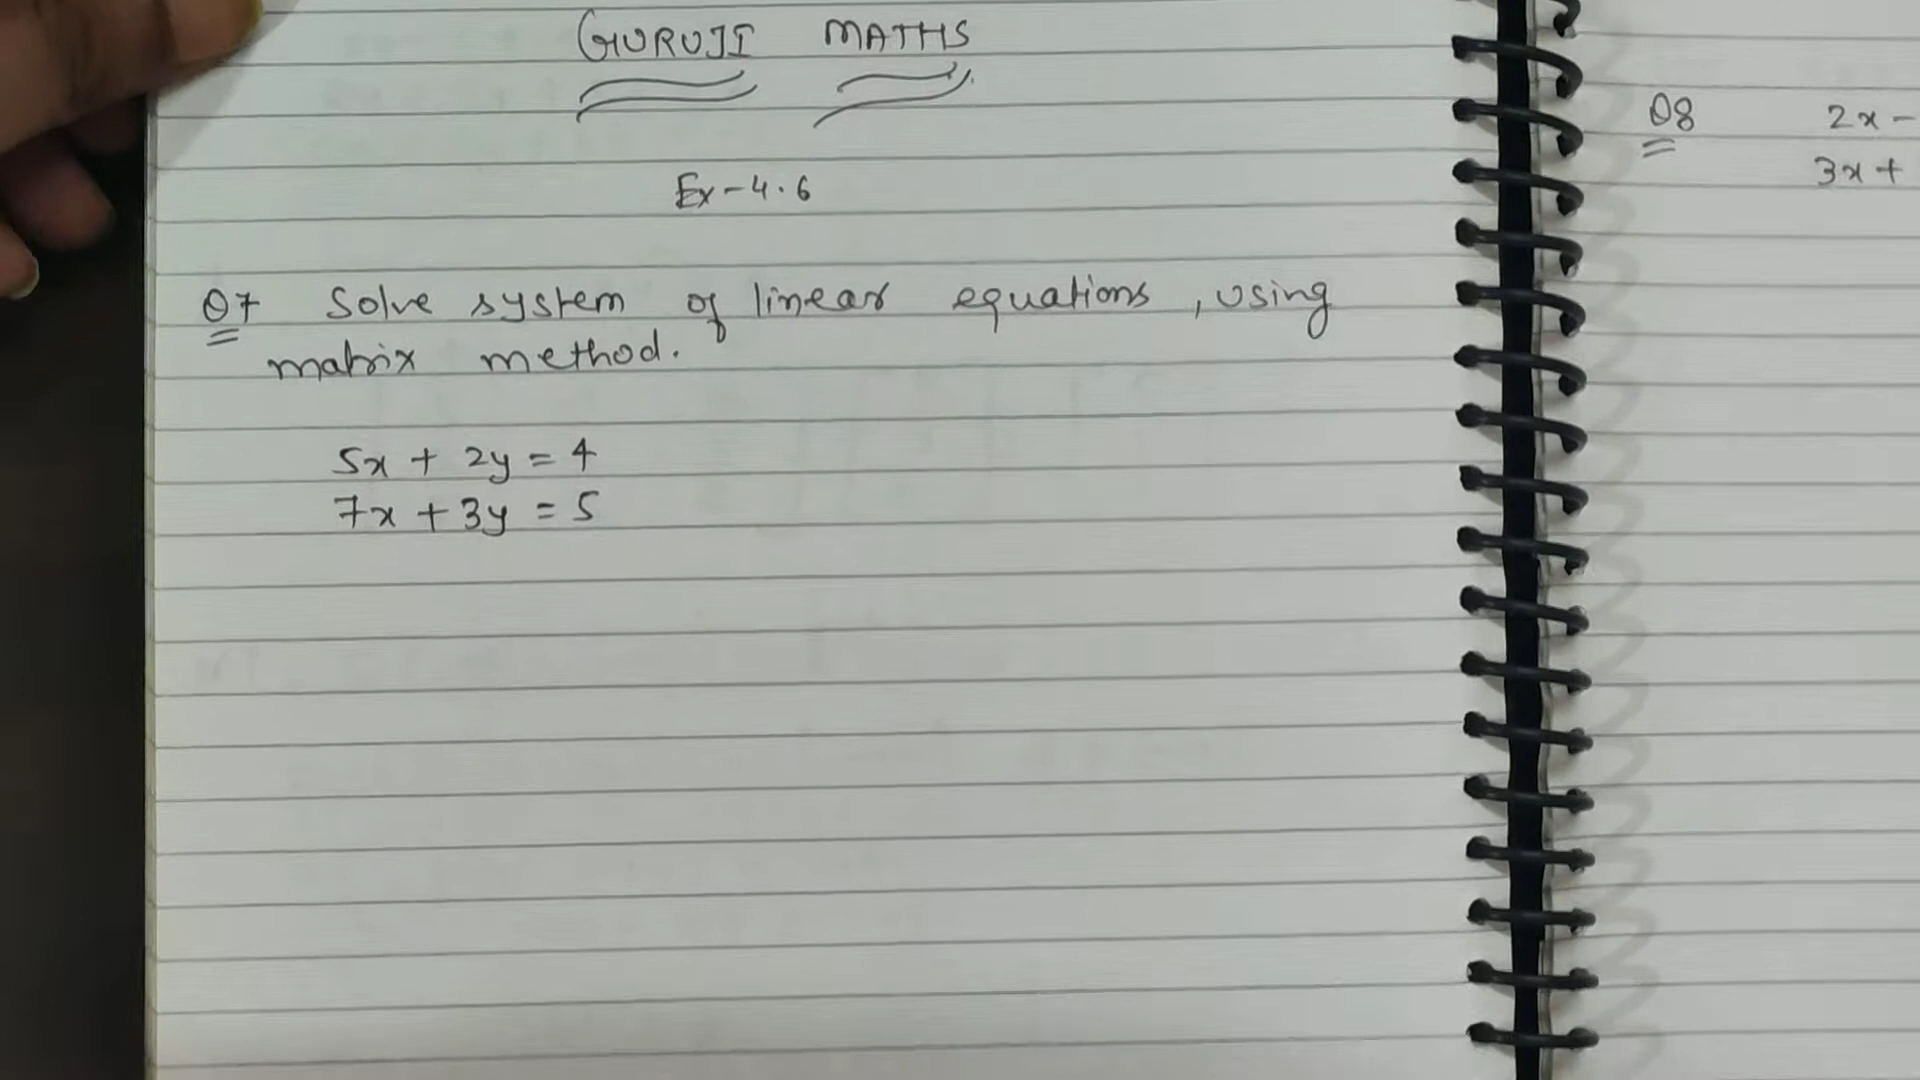 GURUJI MATHS
Ex-4.6
Q7 Solve system of linear equations, using
matrix method.
5x + 2y = 4
7x + 3y = 5
Q8 2x -
3x +